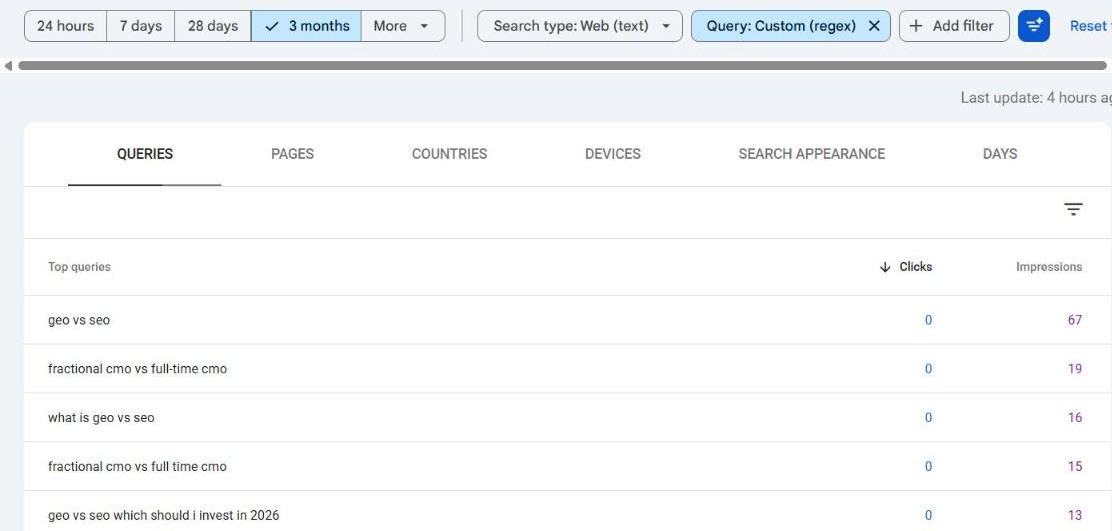 24 hours 7 days 28 days 3 months More Search type: Web (text) Query: Custom (regex) Add filter Reset
Last update: 4 hours
QUERIES PAGES COUNTRIES DEVICES SEARCH APPEARANCE DAYS
Top queries Clicks Impressions
geo vs seo 0 67
fractional cmo vs full-time cmo 0 19
what is geo vs seo 0 16
fractional cmo vs full time cmo 0 15
geo vs seo which should i invest in 2026 0 13